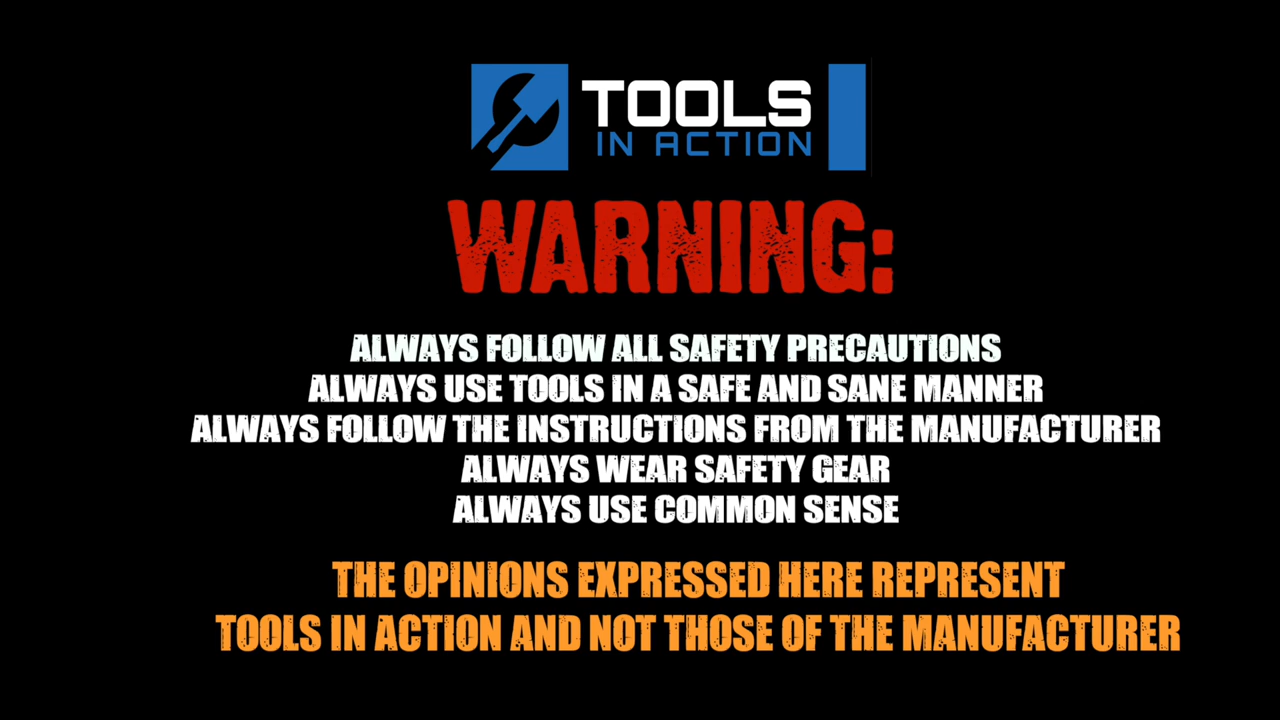 TOOLS
IN ACTION
WARNING:
ALWAYS FOLLOW ALL SAFETY PRECAUTIONS
ALWAYS USE TOOLS IN A SAFE AND SANE MANNER
ALWAYS FOLLOW THE INSTRUCTIONS FROM THE MANUFACTURER
ALWAYS WEAR SAFETY GEAR
ALWAYS USE COMMON SENSE
THE OPINIONS EXPRESSED HERE REPRESENT
TOOLS IN ACTION AND NOT THOSE OF THE MANUFACTURER